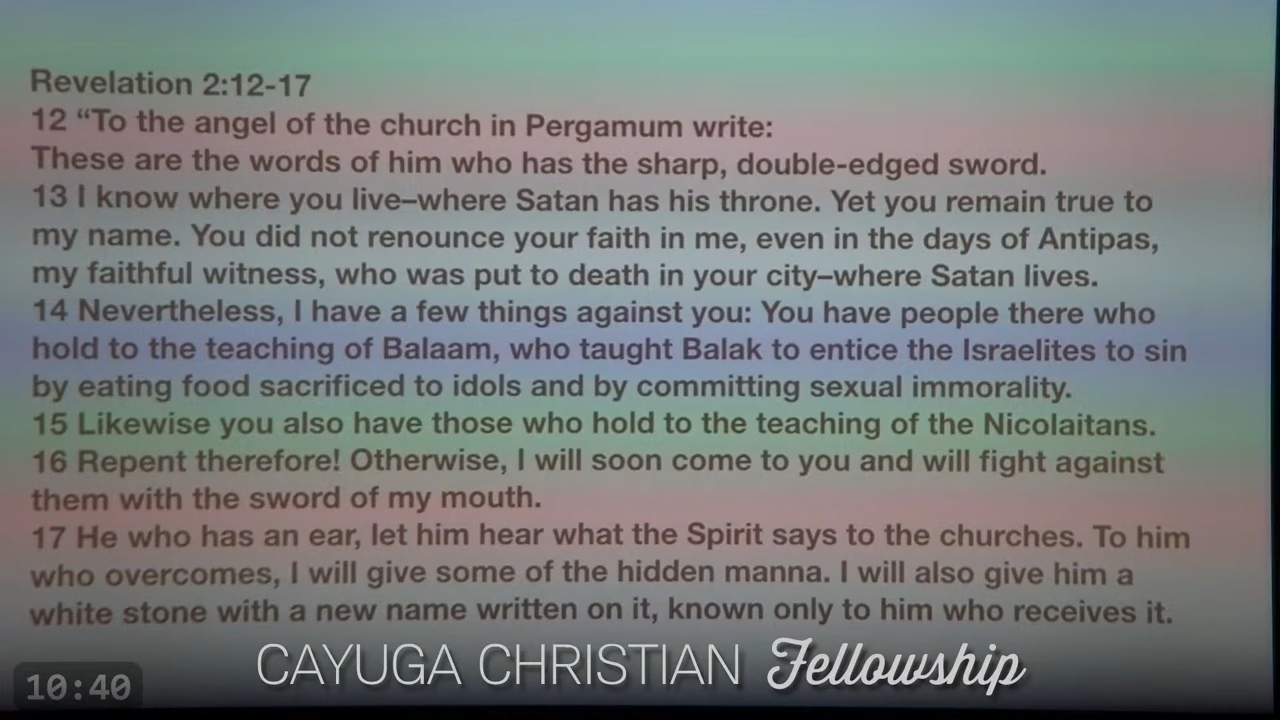 Revelation 2:12-17
12 “To the angel of the church in Pergamum write:
These are the words of him who has the sharp, double-edged sword.
13 I know where you live–where Satan has his throne. Yet you remain true to
my name. You did not renounce your faith in me, even in the days of Antipas,
my faithful witness, who was put to death in your city–where Satan lives.
14 Nevertheless, I have a few things against you: You have people there who
hold to the teaching of Balaam, who taught Balak to entice the Israelites to sin
by eating food sacrificed to idols and by committing sexual immorality.
15 Likewise you also have those who hold to the teaching of the Nicolaitans.
16 Repent therefore! Otherwise, I will soon come to you and will fight against
them with the sword of my mouth.
17 He who has an ear, let him hear what the Spirit says to the churches. To him
who overcomes, I will give some of the hidden manna. I will also give him a
white stone with a new name written on it, known only to him who receives it.
CAYUGA CHRISTIAN Fellowship
10:40